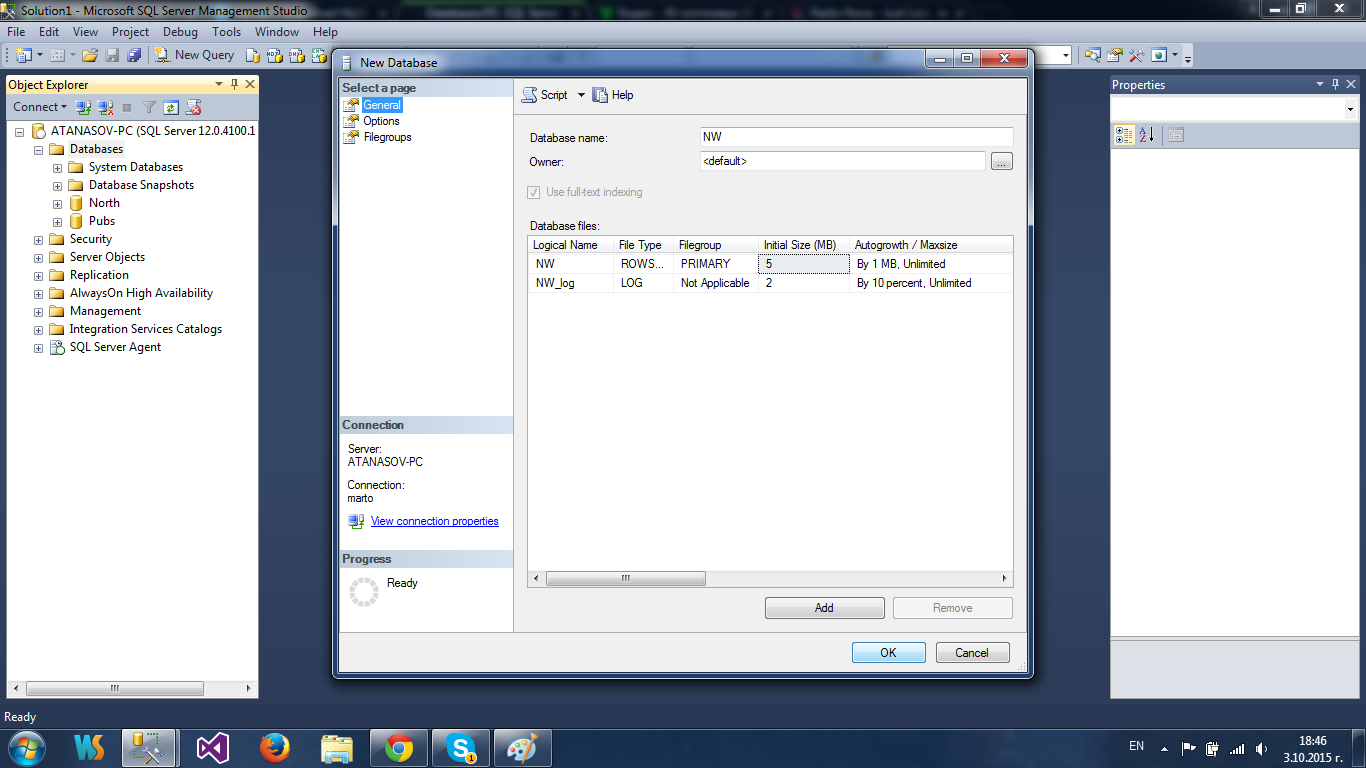 Solution1 - Microsoft SQL Server Management Studio
File Edit View Project Debug Tools Window Help
New Query
Object Explorer
Connect
ATANASOV-PC (SQL Server 12.0.4100.1
Databases
System Databases
Database Snapshots
North
Pubs
Security
Server Objects
Replication
AlwaysOn High Availability
Management
Integration Services Catalogs
SQL Server Agent
New Database
Select a page
General
Options
Filegroups
Connection
Server:
ATANASOV-PC
Connection:
marto
View connection properties
Progress
Ready
Script Help
Database name: NW
Owner: <default> ...
Use full-text indexing
Database files:
Logical Name File Type Filegroup Initial Size (MB) Autogrowth / Maxsize
NW ROWS... PRIMARY 5 By 1 MB, Unlimited
NW_log LOG Not Applicable 2 By 10 percent, Unlimited
Add Remove
OK Cancel
Properties
Ready
EN
18:46
3.10.2015 г.